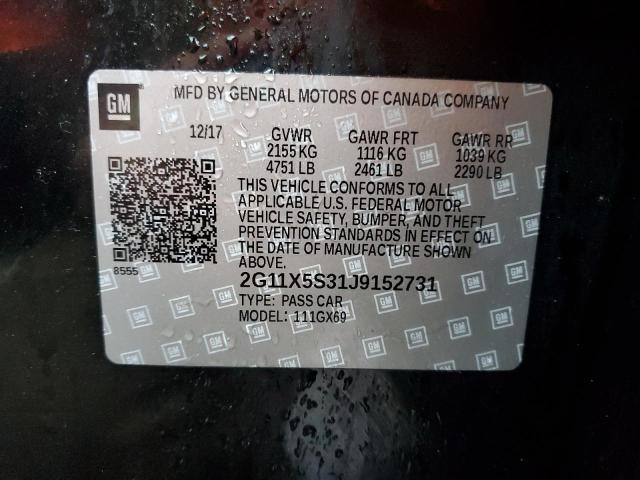 GM
MFD BY GENERAL MOTORS OF CANADA COMPANY
12/17 GVWR GAWR FRT GAWR RR
2155 KG 1116 KG 1039 KG
4751 LB 2461 LB 2290 LB
THIS VEHICLE CONFORMS TO ALL
APPLICABLE U.S. FEDERAL MOTOR
VEHICLE SAFETY, BUMPER, AND THEFT
PREVENTION STANDARDS IN EFFECT ON
THE DATE OF MANUFACTURE SHOWN
ABOVE.
8555
2G11X5S31J9152731
TYPE: PASS CAR
MODEL: 111GX69